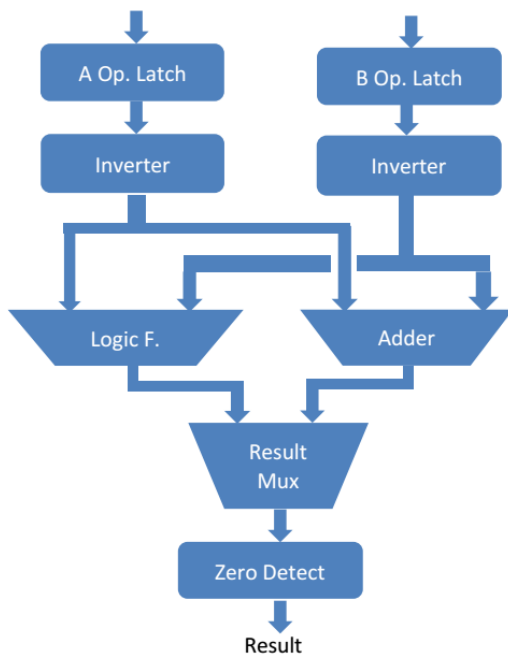 A Op. Latch
B Op. Latch
Inverter
Inverter
Logic F.
Adder
Result
Mux
Zero Detect
Result